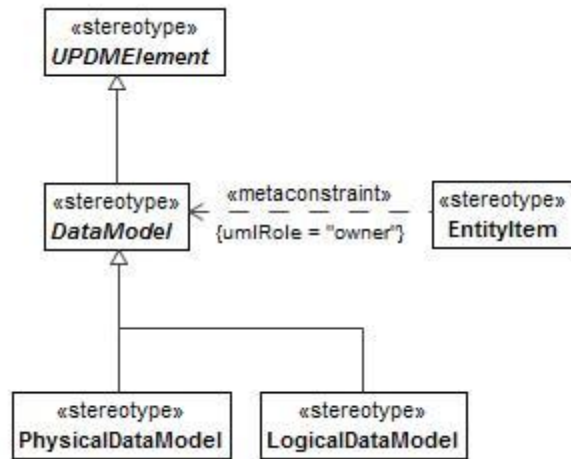 «stereotype»
UPDMElement
«stereotype»
DataModel
«metaconstraint»
{umlRole = "owner"}
«stereotype»
EntityItem
«stereotype»
PhysicalDataModel
«stereotype»
LogicalDataModel